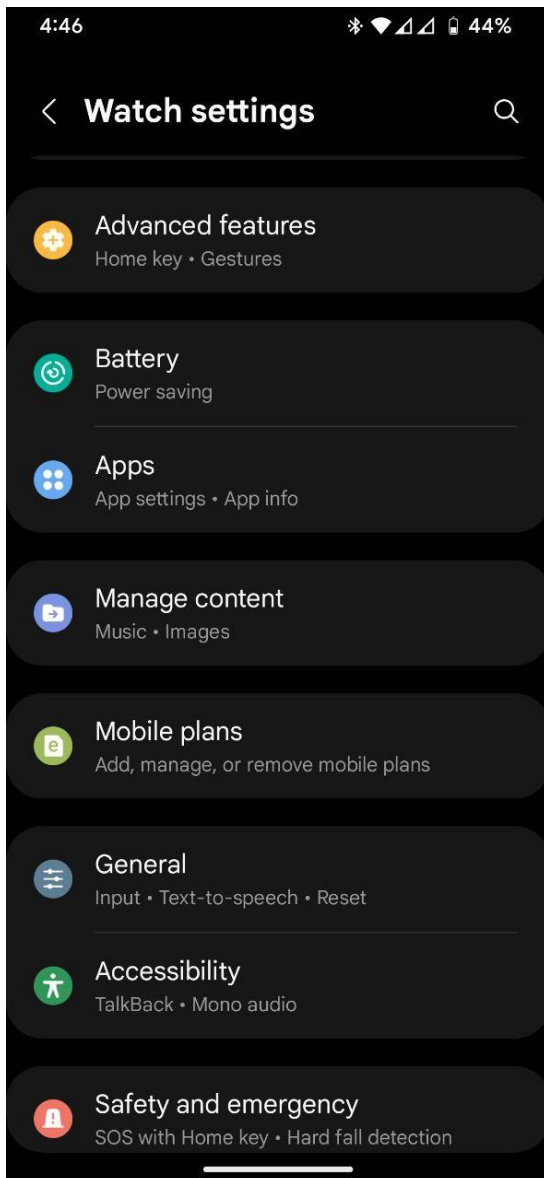 4:46 44%
Watch settings
Advanced features
Home key • Gestures
Battery
Power saving
Apps
App settings • App info
Manage content
Music • Images
e
Mobile plans
Add, manage, or remove mobile plans
General
Input • Text-to-speech • Reset
Accessibility
TalkBack • Mono audio
Safety and emergency
SOS with Home key • Hard fall detection